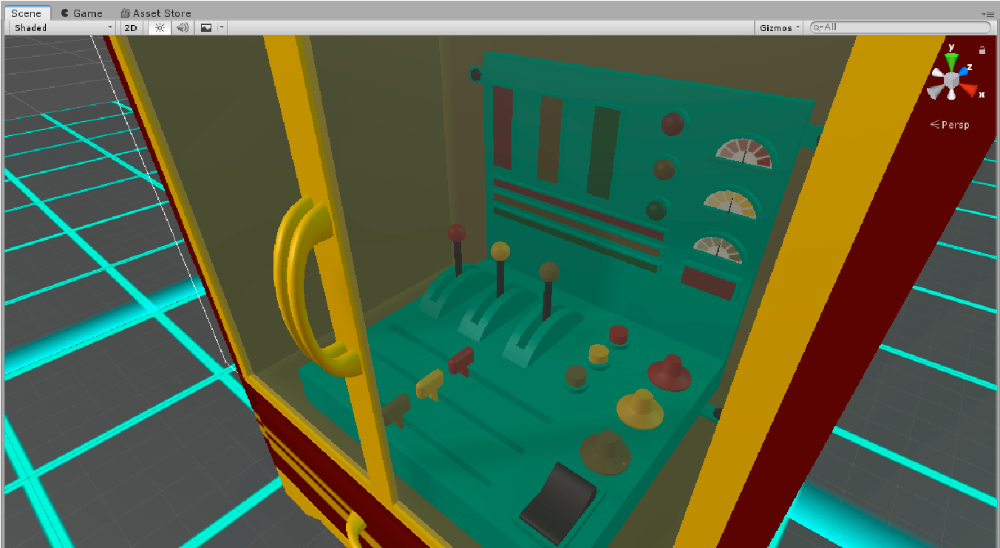 Scene Game Asset Store
Shaded 2D Gizmos All
y
z
x
Persp